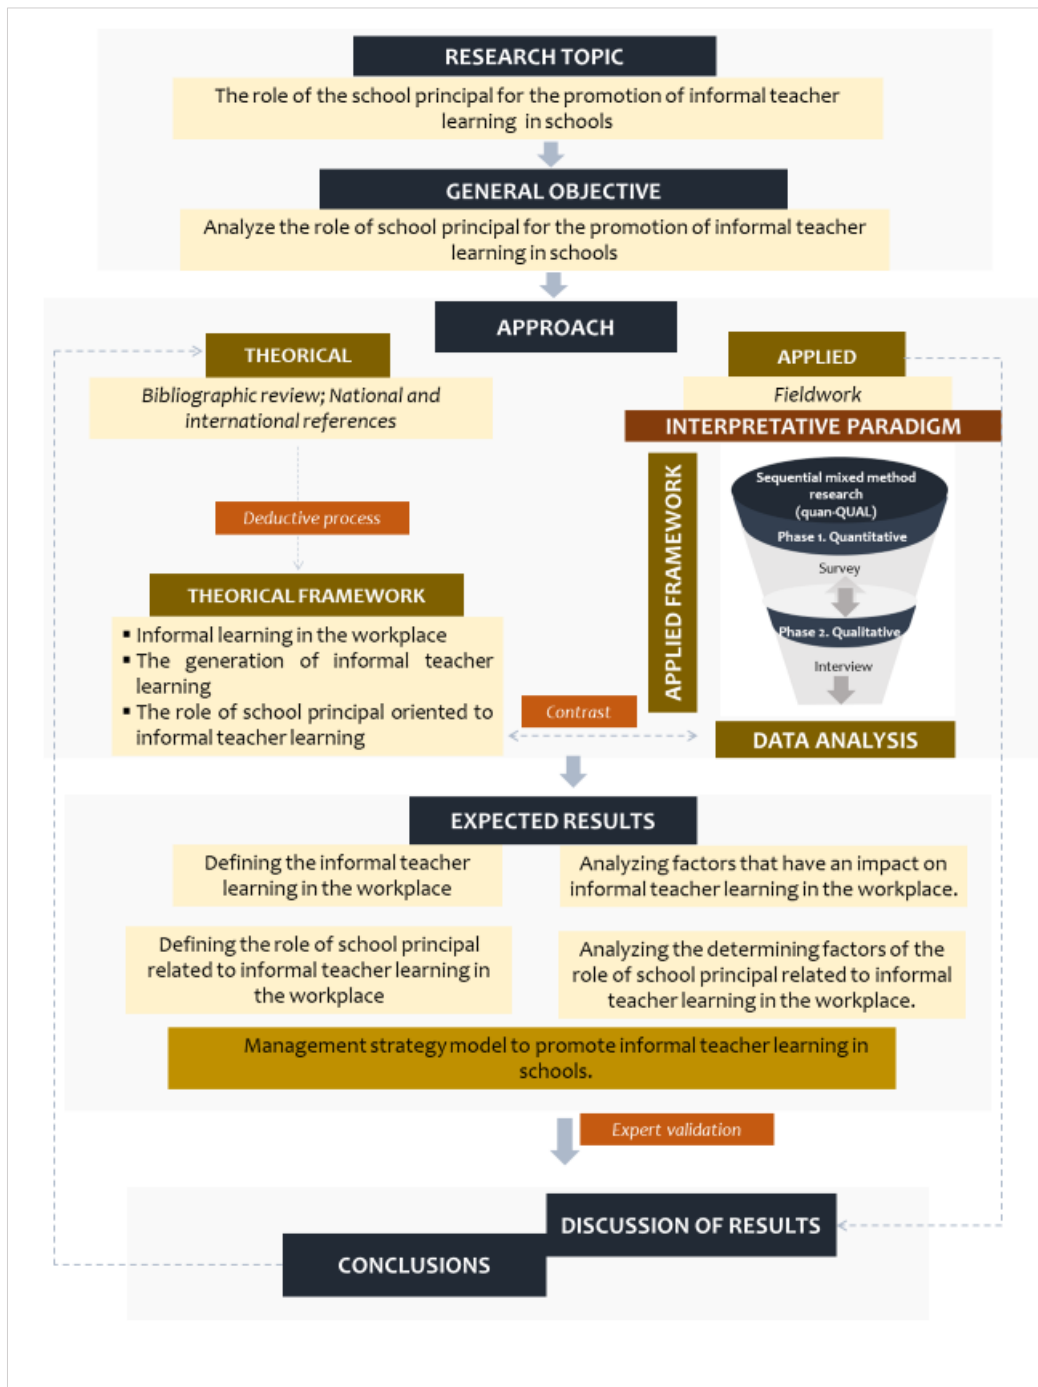 RESEARCH TOPIC
The role of the school principal for the promotion of informal teacher
learning in schools
GENERAL OBJECTIVE
Analyze the role of school principal for the promotion of informal teacher
learning in schools
APPROACH
THEORICAL
Bibliographic review; National and
international references
Deductive process
THEORICAL FRAMEWORK
▪ Informal learning in the workplace
▪ The generation of informal teacher
learning
▪ The role of school principal oriented to
informal teacher learning
Contrast
APPLIED
Fieldwork
INTERPRETATIVE PARADIGM
APPLIED FRAMEWORK
Sequential mixed method
research
(quan-QUAL)
Phase 1. Quantitative
Survey
Phase 2. Qualitative
Interview
DATA ANALYSIS
EXPECTED RESULTS
Defining the informal teacher
learning in the workplace
Analyzing factors that have an impact on
informal teacher learning in the workplace.
Defining the role of school principal
related to informal teacher learning in
the workplace
Analyzing the determining factors of the
role of school principal related to informal
teacher learning in the workplace.
Management strategy model to promote informal teacher learning in
schools.
Expert validation
DISCUSSION OF RESULTS
CONCLUSIONS